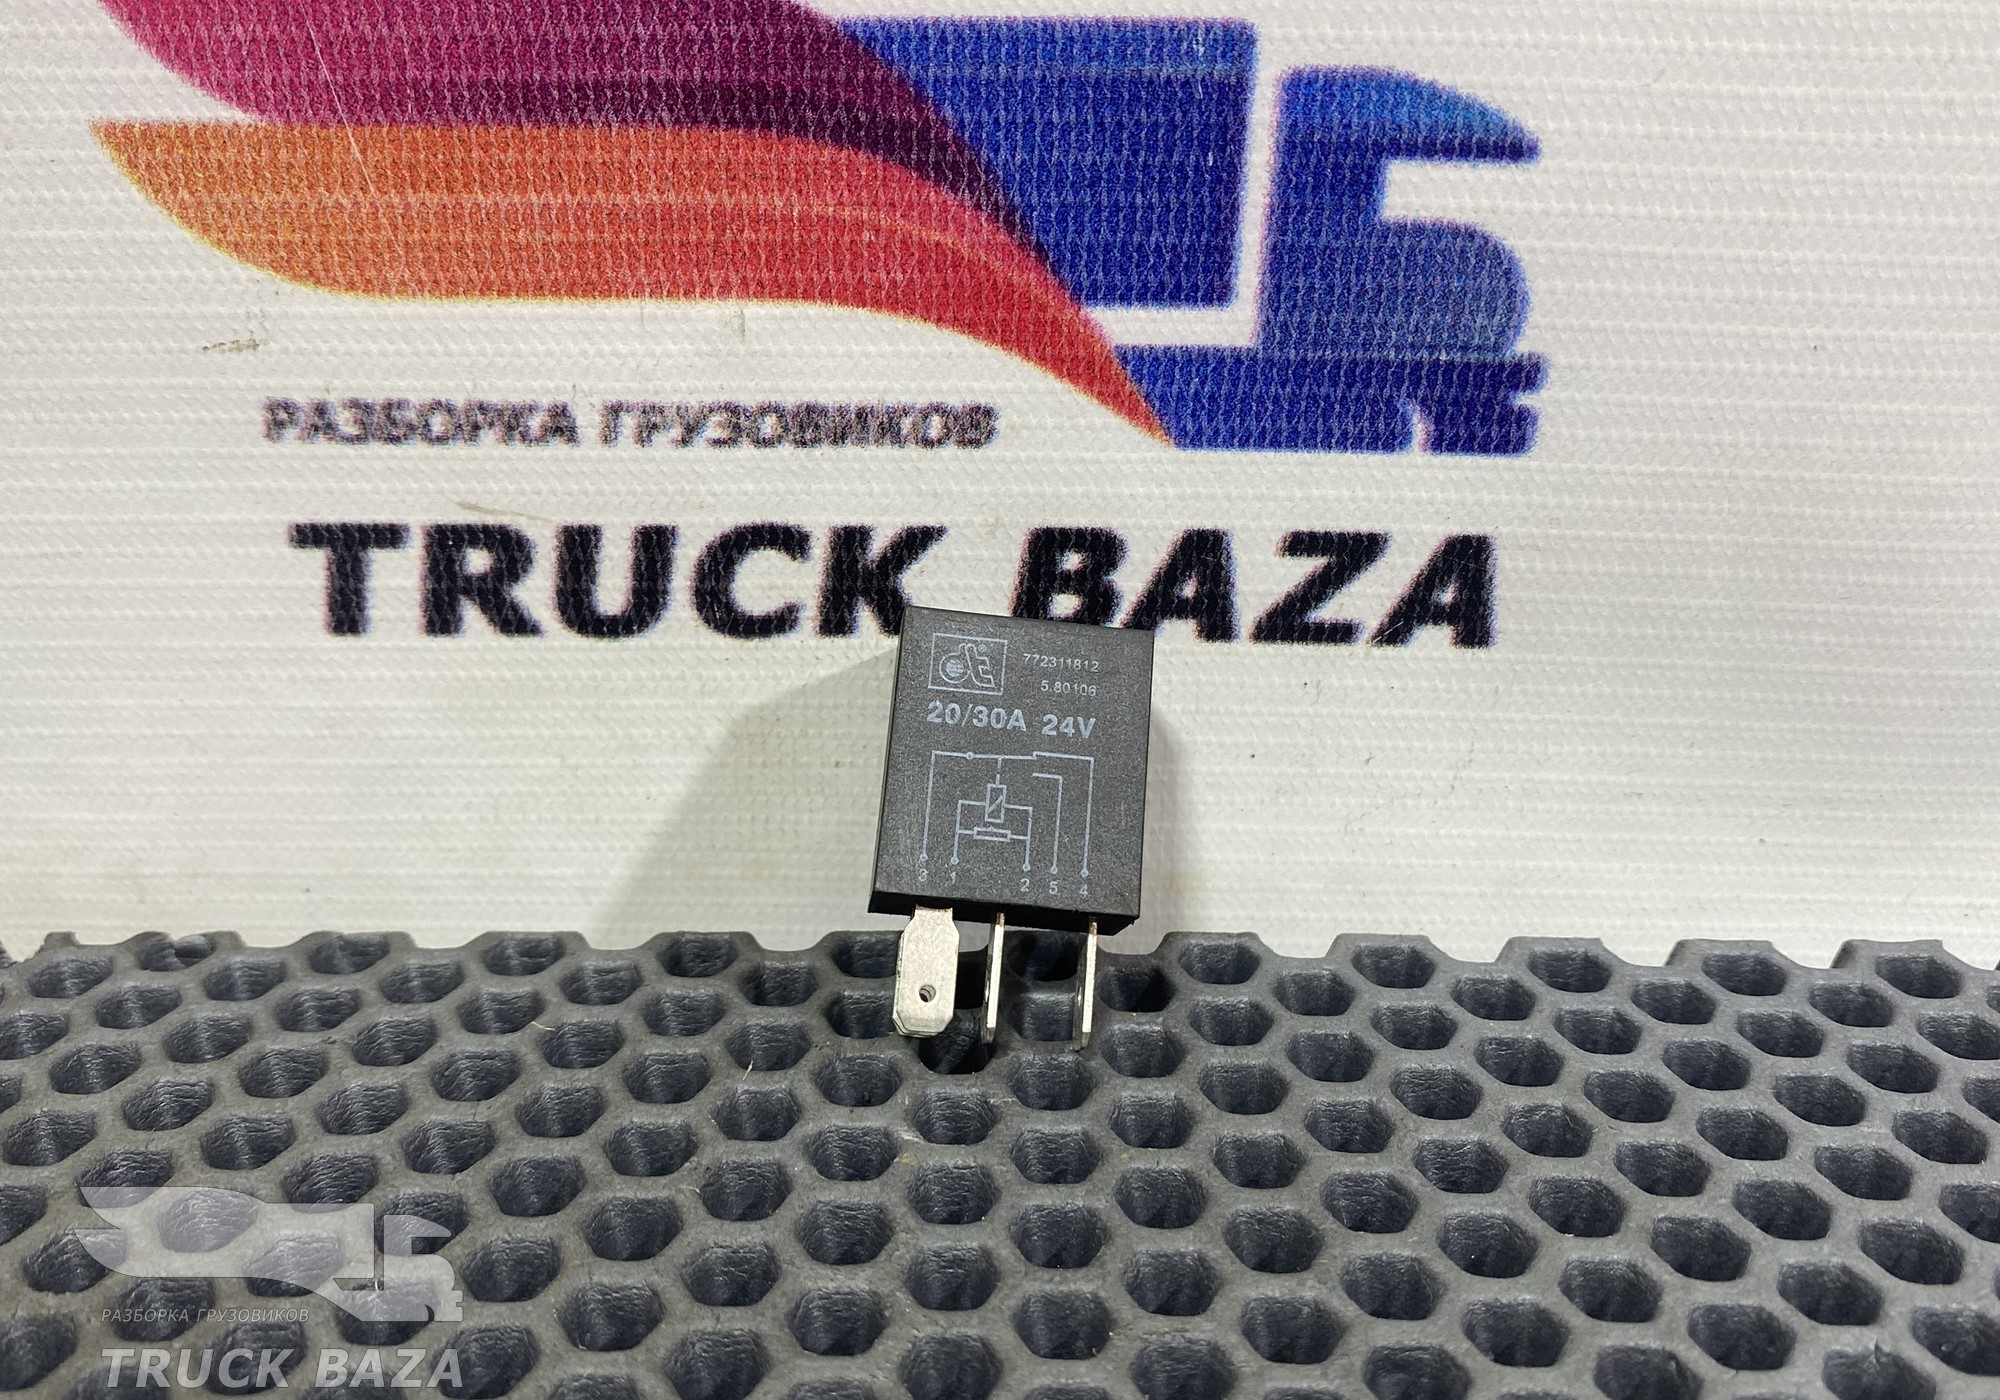 РАЗБОРКА ГРУЗОВИКОВ
TRUCK BAZA
dt
772311812
5.80106
20/30A 24V
3 1 2 5 4
РАЗБОРКА ГРУЗОВИКОВ
TRUCK BAZA